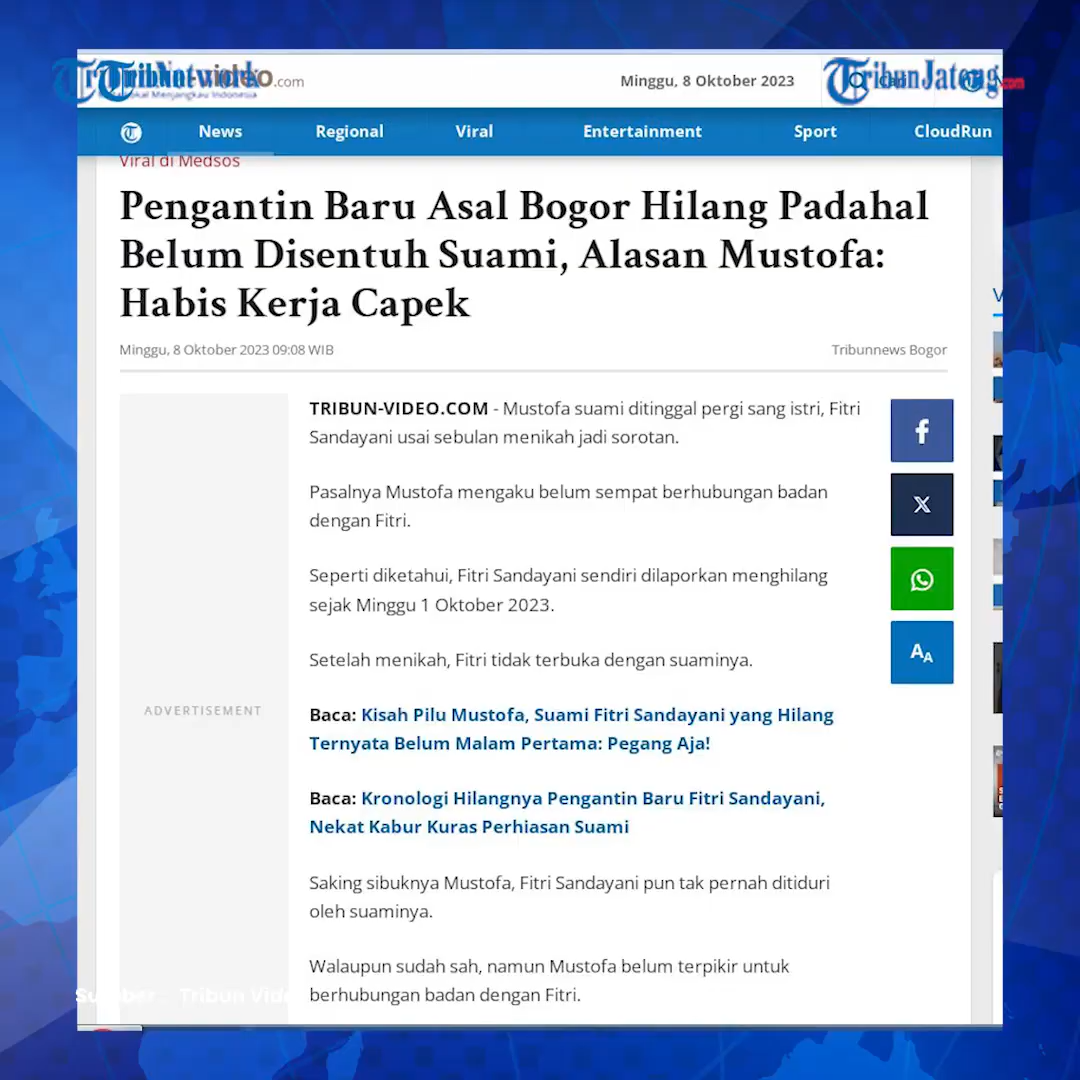 TribunNetwork
Minggu, 8 Oktober 2023
TribunJateng.com
News
Regional
Viral
Entertainment
Sport
CloudRun
Viral di Medsos
Pengantin Baru Asal Bogor Hilang Padahal
Belum Disentuh Suami, Alasan Mustofa:
Habis Kerja Capek
Minggu, 8 Oktober 2023 09:08 WIB
Tribunnews Bogor
TRIBUN-VIDEO.COM - Mustofa suami ditinggal pergi sang istri, Fitri
Sandayani usai sebulan menikah jadi sorotan.
Pasalnya Mustofa mengaku belum sempat berhubungan badan
dengan Fitri.
Seperti diketahui, Fitri Sandayani sendiri dilaporkan menghilang
sejak Minggu 1 Oktober 2023.
Setelah menikah, Fitri tidak terbuka dengan suaminya.
ADVERTISEMENT
Baca: Kisah Pilu Mustofa, Suami Fitri Sandayani yang Hilang
Ternyata Belum Malam Pertama: Pegang Aja!
Baca: Kronologi Hilangnya Pengantin Baru Fitri Sandayani,
Nekat Kabur Kuras Perhiasan Suami
Saking sibuknya Mustofa, Fitri Sandayani pun tak pernah ditiduri
oleh suaminya.
Walaupun sudah sah, namun Mustofa belum terpikir untuk
berhubungan badan dengan Fitri.